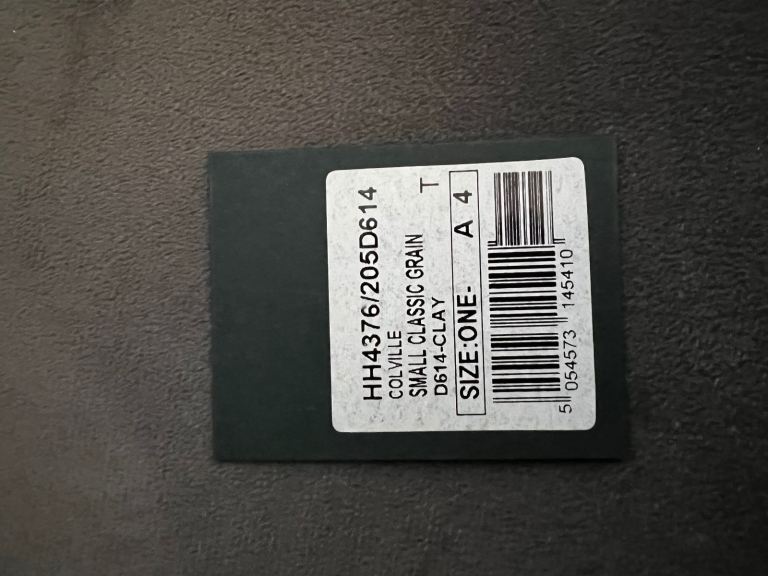 HH4376/205D614
COLVILLE
SMALL CLASSIC GRAIN
D614-CLAY T
SIZE:ONE- A 4
5 054573 145410